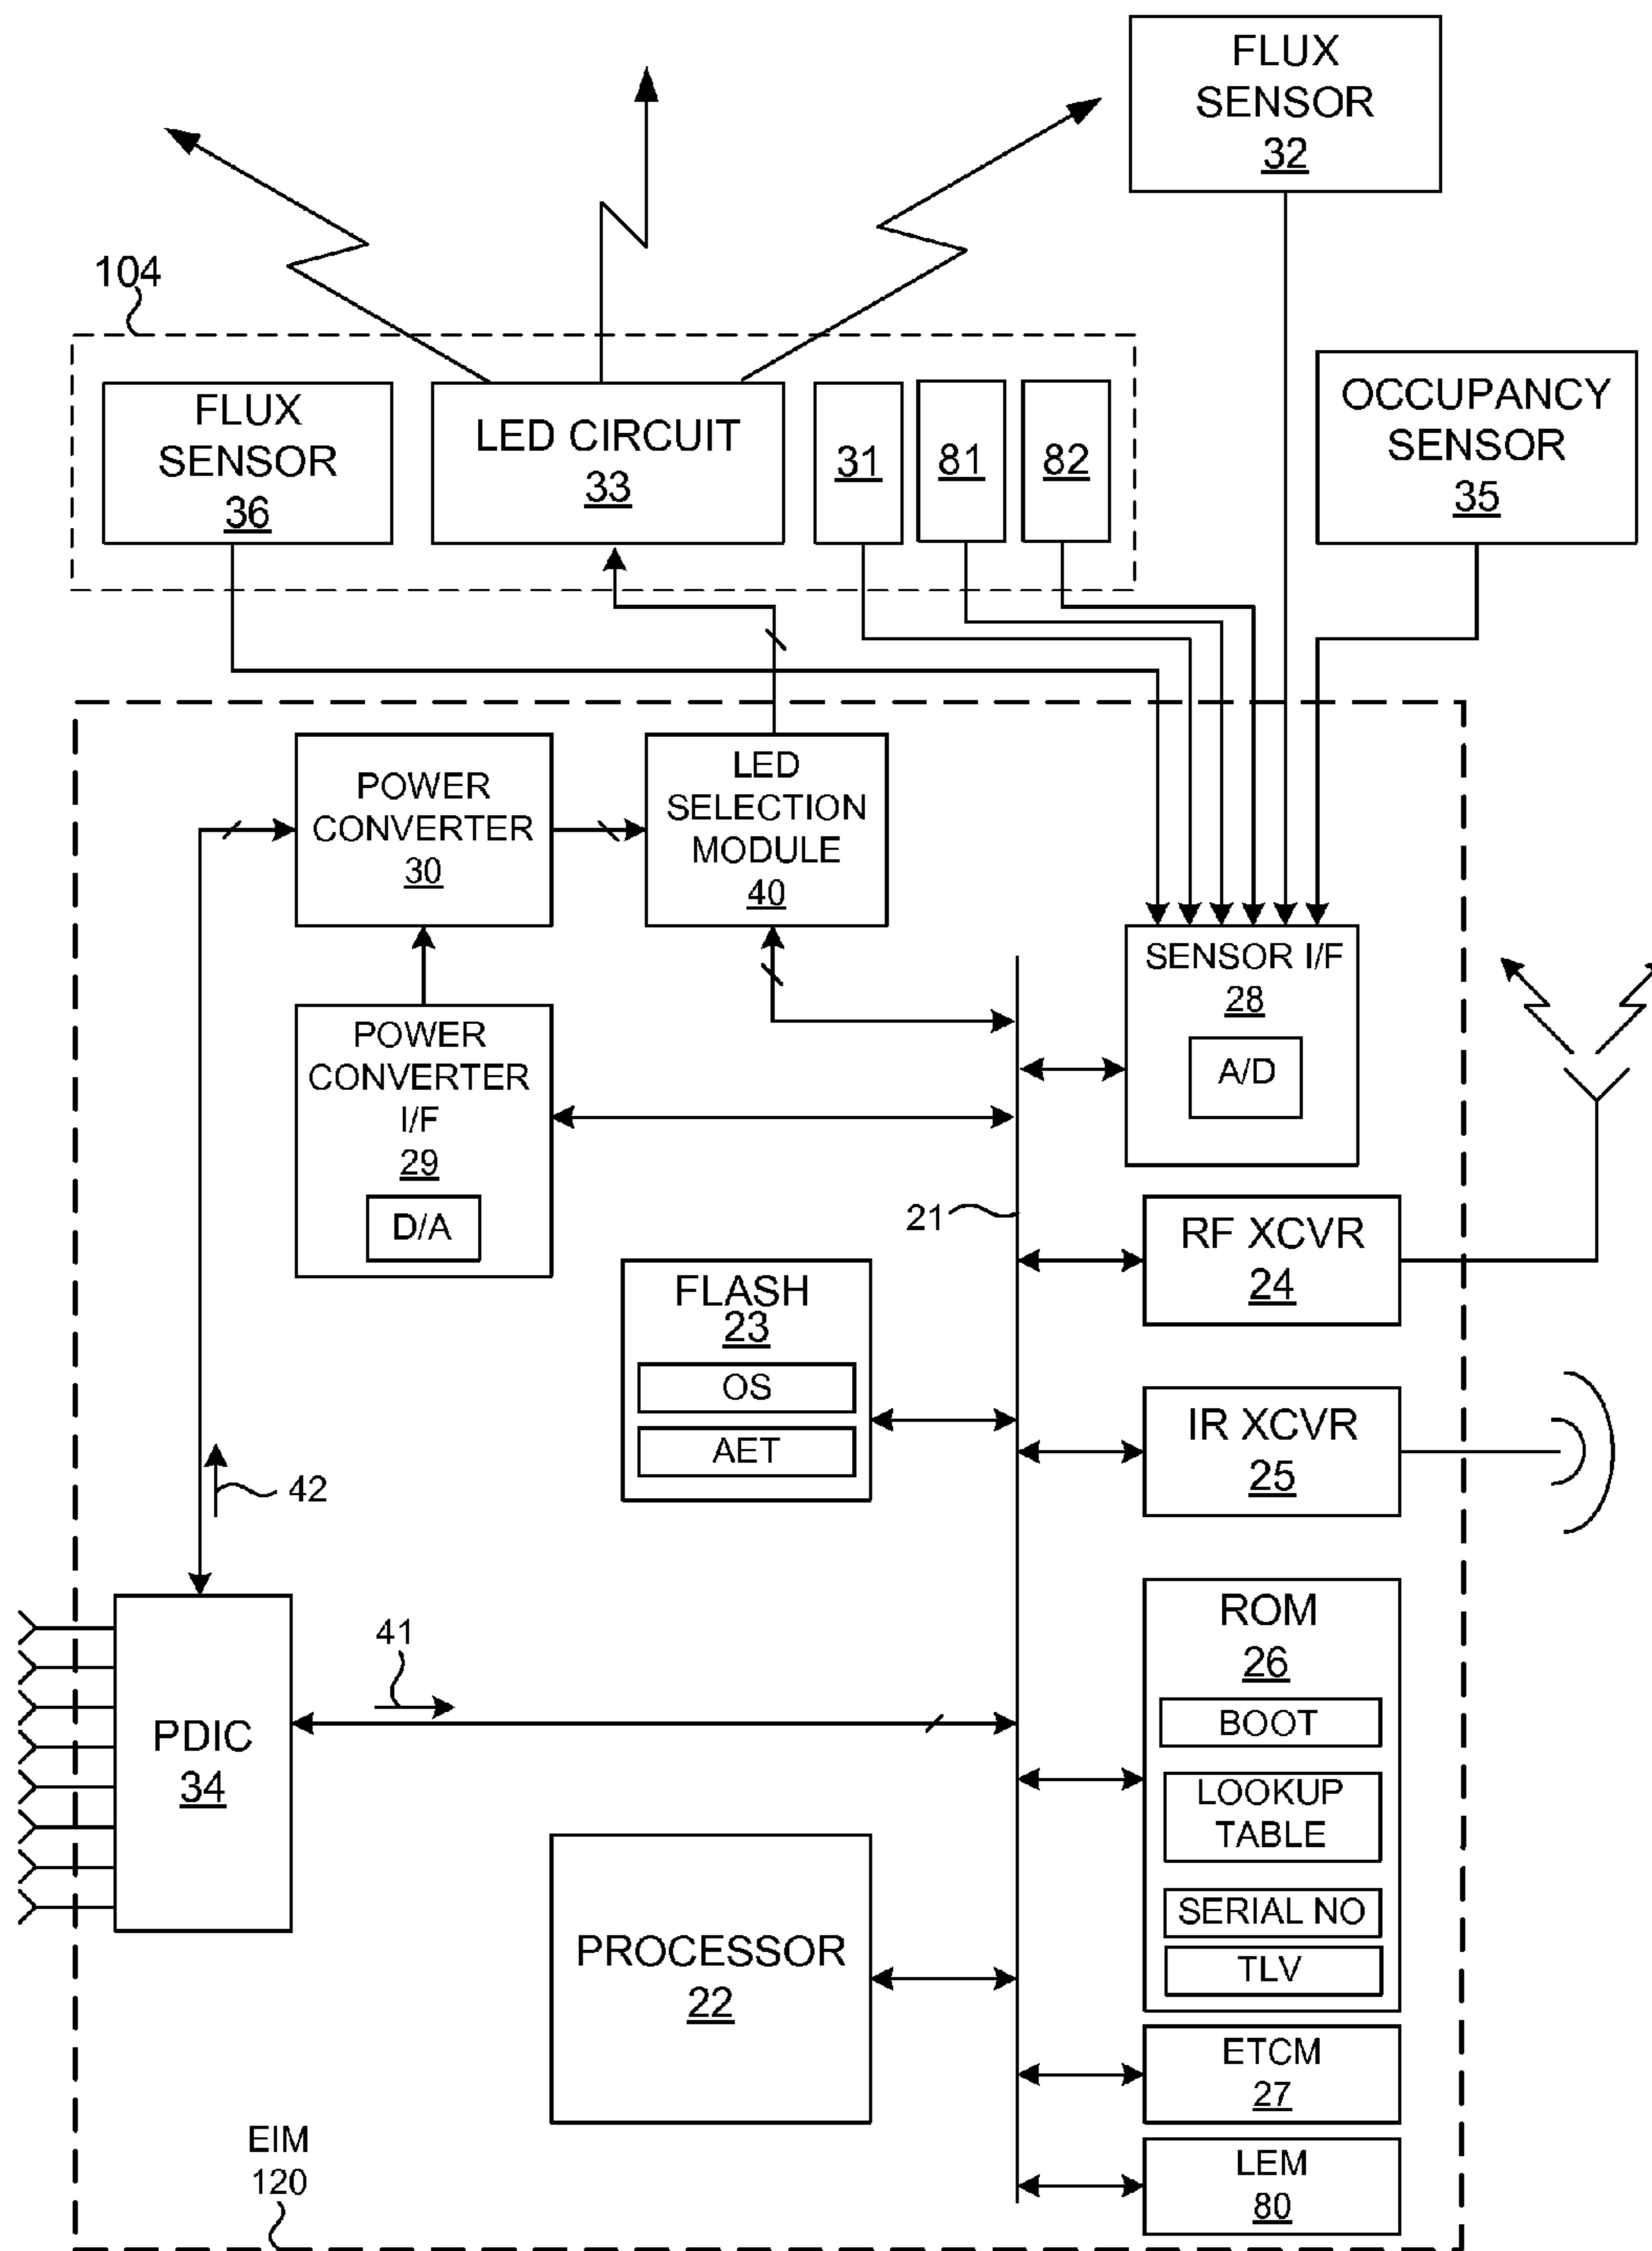 FLUX
SENSOR
32
104
FLUX
SENSOR
36
LED CIRCUIT
33
31
81
82
OCCUPANCY
SENSOR
35
POWER
CONVERTER
30
LED
SELECTION
MODULE
40
SENSOR I/F
28
A/D
POWER
CONVERTER
I/F
29
D/A
21
RF XCVR
24
FLASH
23
OS
AET
IR XCVR
25
42
41
PDIC
34
ROM
26
BOOT
LOOKUP
TABLE
SERIAL NO
TLV
PROCESSOR
22
ETCM
27
LEM
80
EIM
120